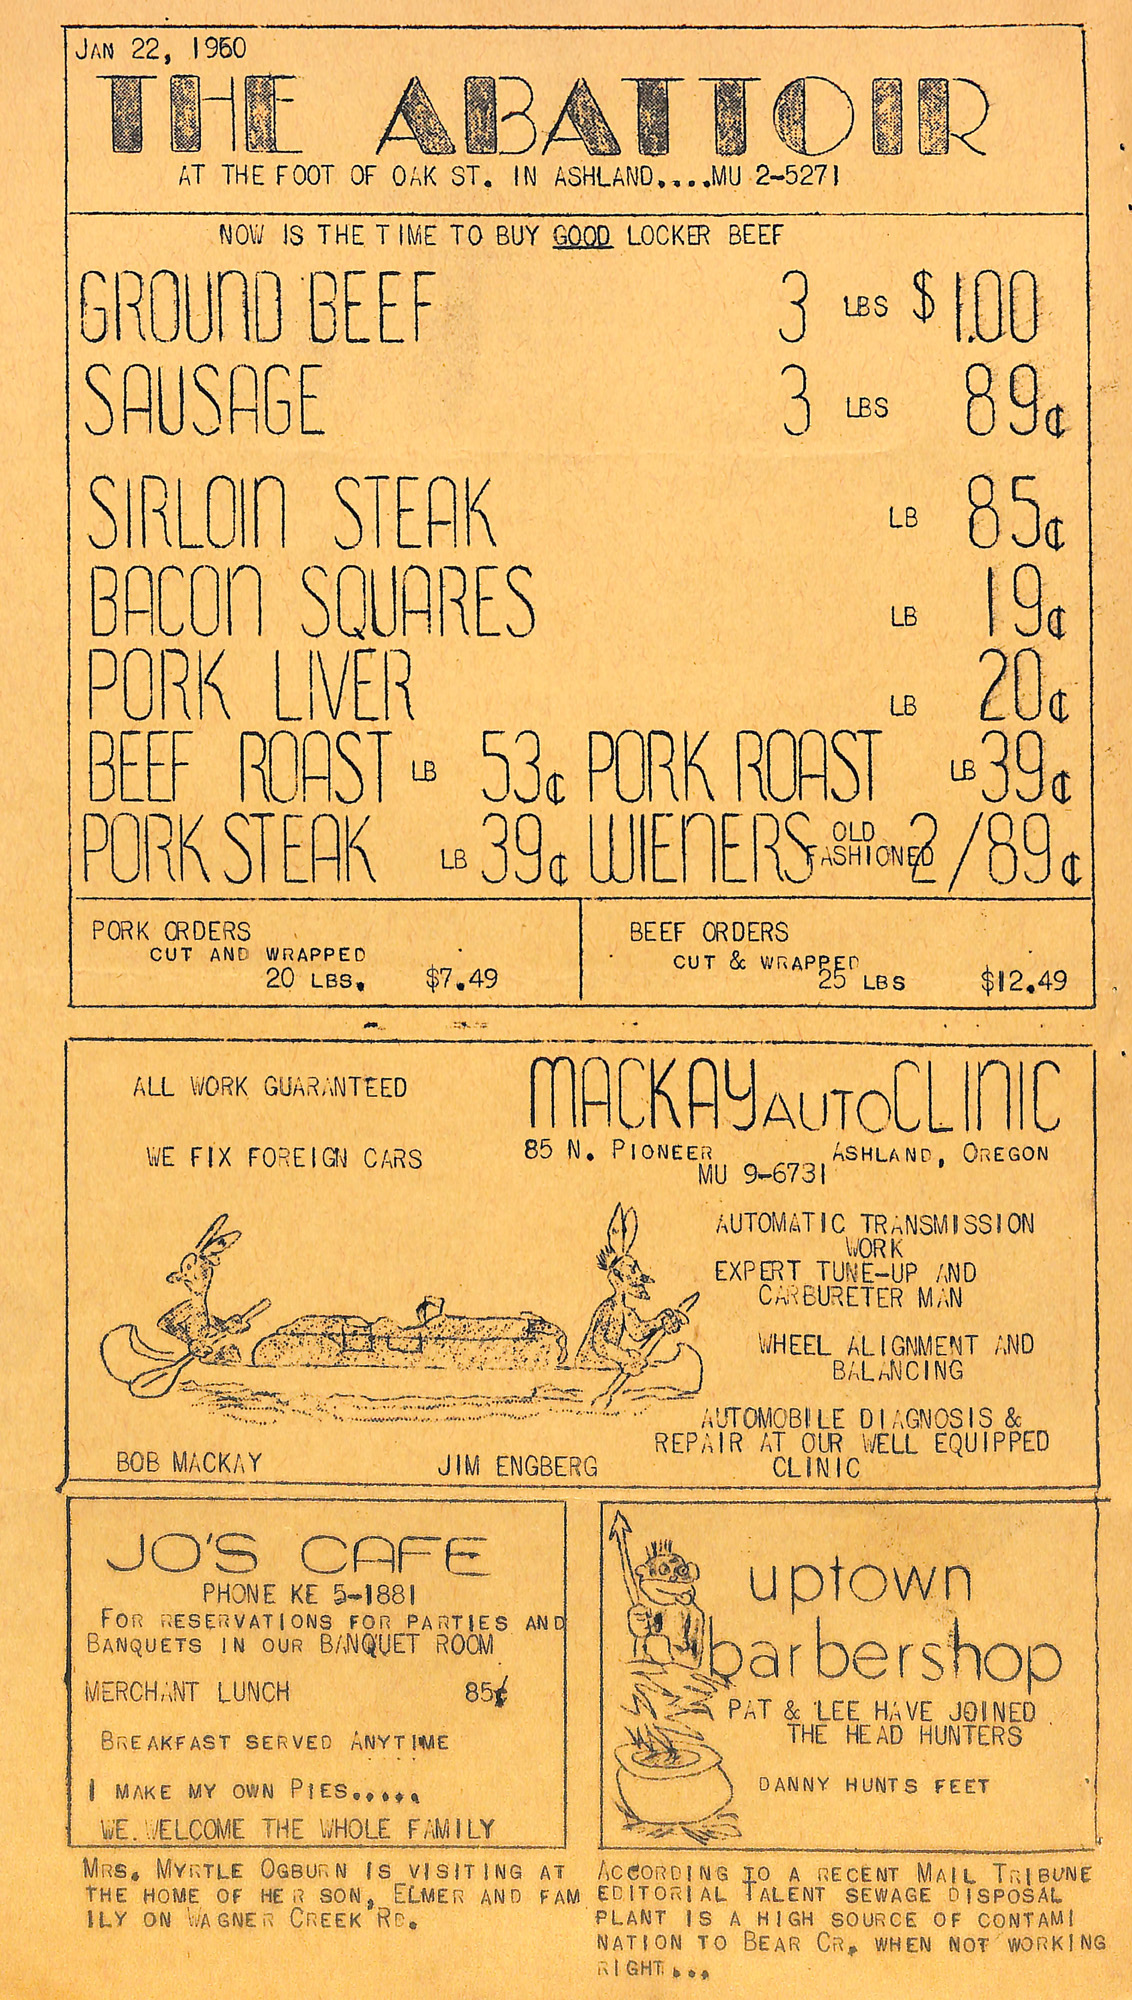 JAN 22, 1960
THE ABATTOIR
AT THE FOOT OF OAK ST. IN ASHLAND....MU 2-5271
NOW IS THE TIME TO BUY GOOD LOCKER BEEF
GROUND BEEF 3 LBS $1.00
SAUSAGE 3 LBS 89¢
SIRLOIN STEAK LB 85¢
BACON SQUARES LB 19¢
PORK LIVER LB 20¢
BEEF ROAST LB 53¢ PORK ROAST LB 39¢
PORK STEAK LB 39¢ WIENERS OLD FASHIONED 2/89¢
PORK ORDERS
CUT AND WRAPPED
20 LBS. $7.49
BEEF ORDERS
CUT & WRAPPED
25 LBS $12.49
ALL WORK GUARANTEED
WE FIX FOREIGN CARS
MACKAY AUTO CLINIC
85 N. PIONEER ASHLAND, OREGON
MU 9-6731
AUTOMATIC TRANSMISSION
WORK
EXPERT TUNE-UP AND
CARBURETER MAN
WHEEL ALIGNMENT AND
BALANCING
AUTOMOBILE DIAGNOSIS &
REPAIR AT OUR WELL EQUIPPED
CLINIC
BOB MACKAY JIM ENGBERG
JO'S CAFE
PHONE KE 5-1881
FOR RESERVATIONS FOR PARTIES AND
BANQUETS IN OUR BANQUET ROOM
MERCHANT LUNCH 85¢
BREAKFAST SERVED ANYTIME
I MAKE MY OWN PIES.....
WE WELCOME THE WHOLE FAMILY
uptown
barbershop
PAT & LEE HAVE JOINED
THE HEAD HUNTERS
DANNY HUNTS FEET
MRS. MYRTLE OGBURN IS VISITING AT
THE HOME OF HER SON, ELMER AND FAM
ILY ON WAGNER CREEK RD.
ACCORDING TO A RECENT MAIL TRIBUNE
EDITORIAL TALENT SEWAGE DISPOSAL
PLANT IS A HIGH SOURCE OF CONTAMI
NATION TO BEAR CR. WHEN NOT WORKING
RIGHT...